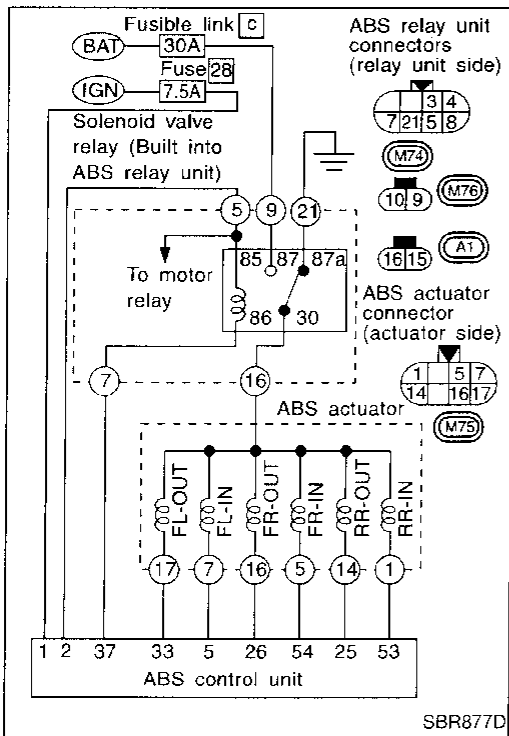 Fusible link C
BAT 30A
Fuse 28
IGN 7.5A
Solenoid valve
relay (Built into
ABS relay unit)
ABS relay unit
connectors
(relay unit side)
3 4
7 21 5 8
M74
10 9 M76
16 15 A1
5 9 21
85 87 87a
To motor
relay
86 30
7 16
ABS actuator
connector
(actuator side)
1 5 7
14 16 17
M75
ABS actuator
FL-OUT
FL-IN
FR-OUT
FR-IN
RR-OUT
RR-IN
17 7 16 5 14 1
1 2 37 33 5 26 54 25 53
ABS control unit
SBR877D